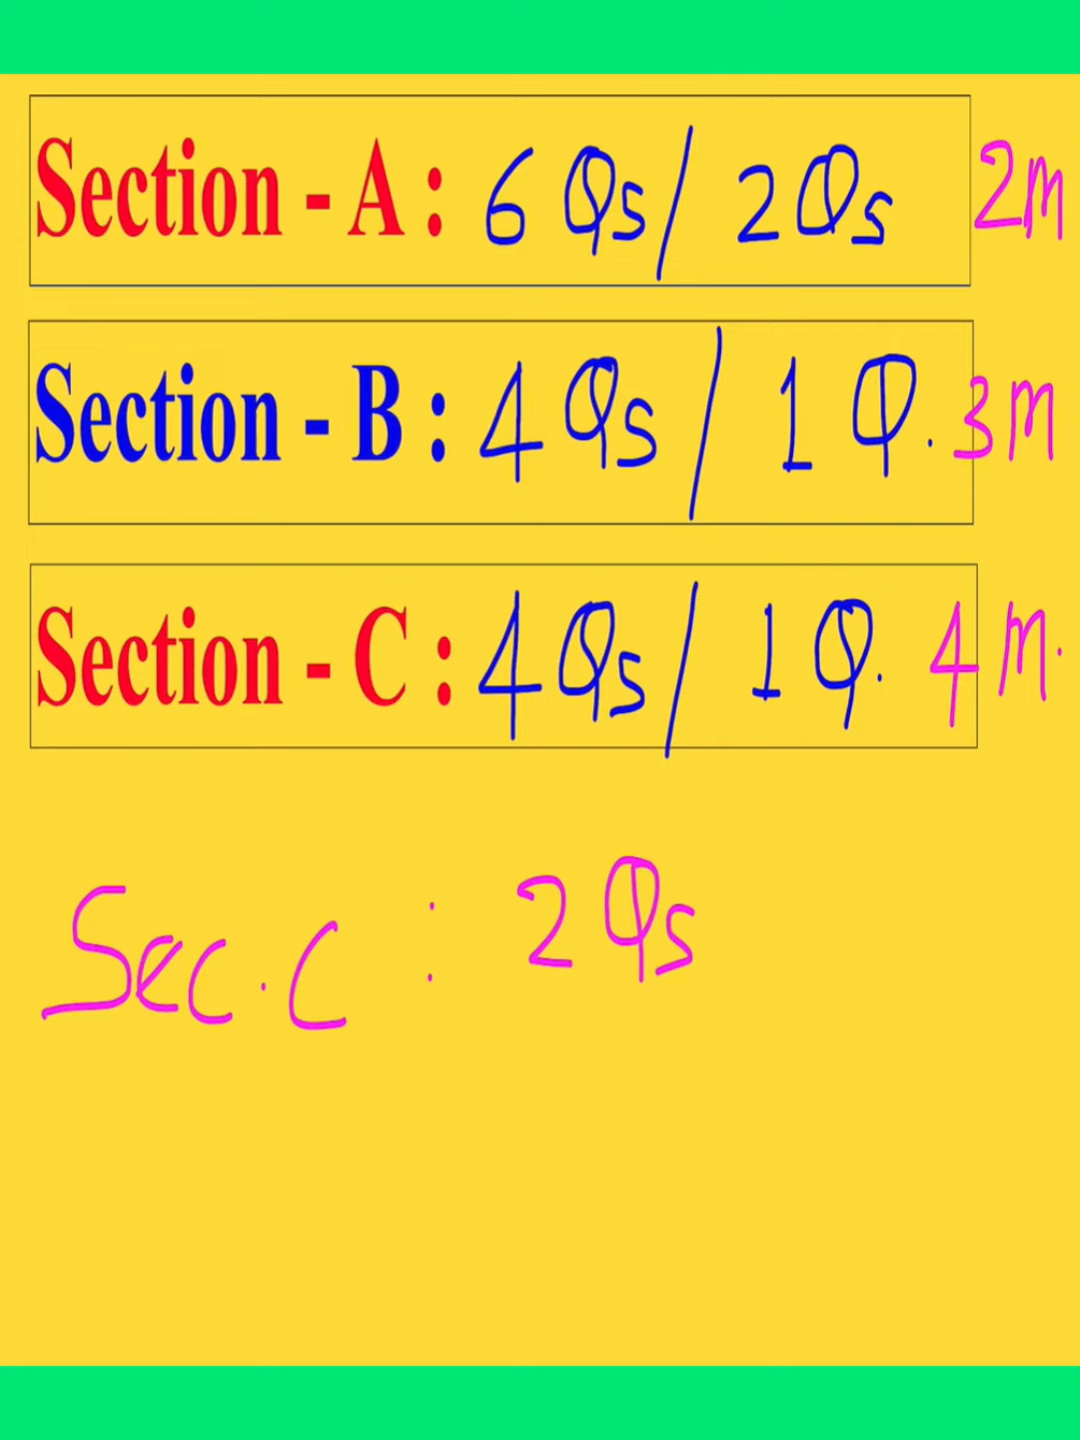 Section - A : 6 Qs / 2 Qs 2m
Section - B : 4 Qs / 1 Q. 3m
Section - C : 4 Qs / 1 Q. 4 m.
Sec. C : 2 Qs